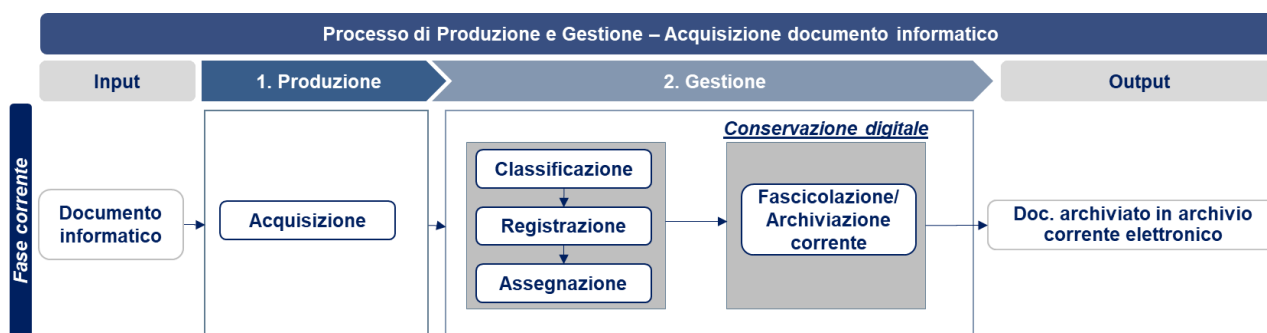 Processo di Produzione e Gestione – Acquisizione documento informatico
Input
1. Produzione
2. Gestione
Output
Fase corrente
Documento
informatico
Acquisizione
Classificazione
Registrazione
Assegnazione
Conservazione digitale
Fascicolazione/
Archiviazione
corrente
Doc. archiviato in archivio
corrente elettronico